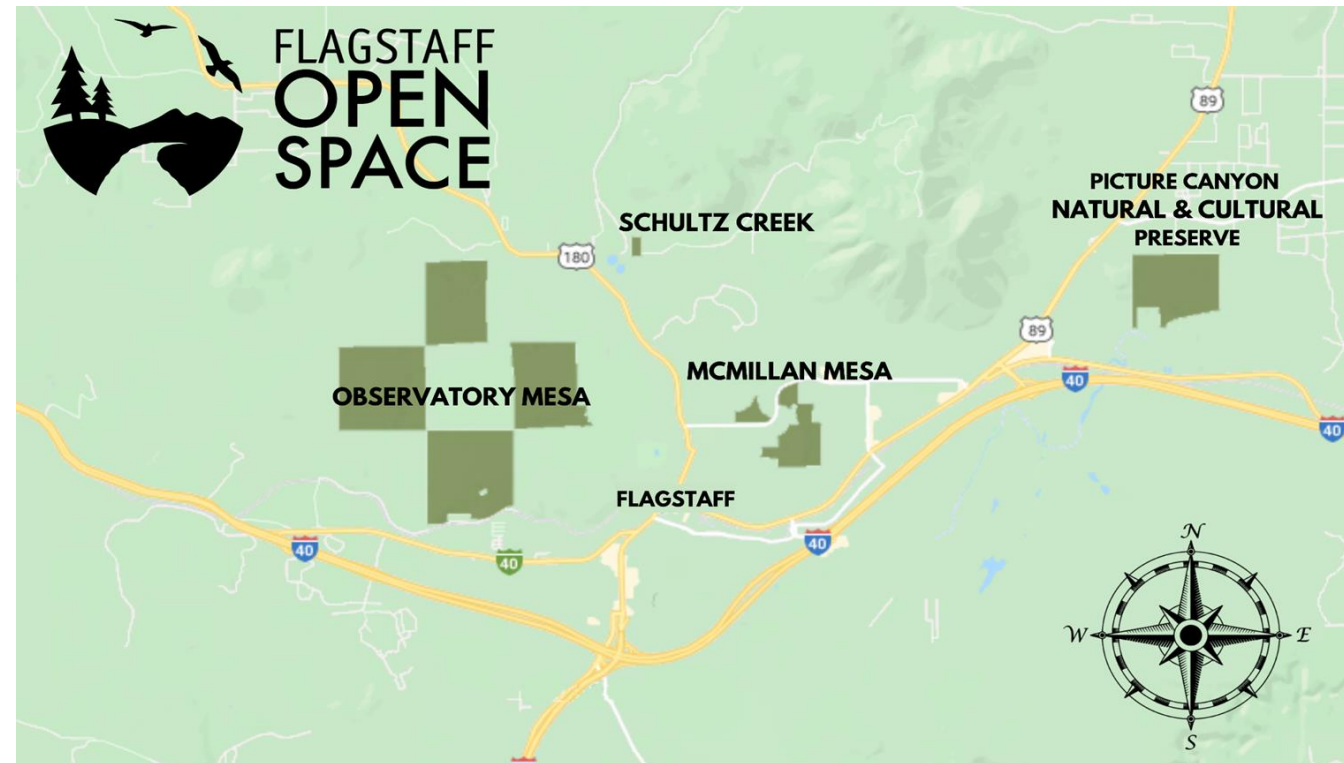 FLAGSTAFF
OPEN
SPACE
89
PICTURE CANYON
NATURAL & CULTURAL
PRESERVE
SCHULTZ CREEK
180
89
MCMILLAN MESA
40
OBSERVATORY MESA
40
FLAGSTAFF
40
40
40
N
W
E
S